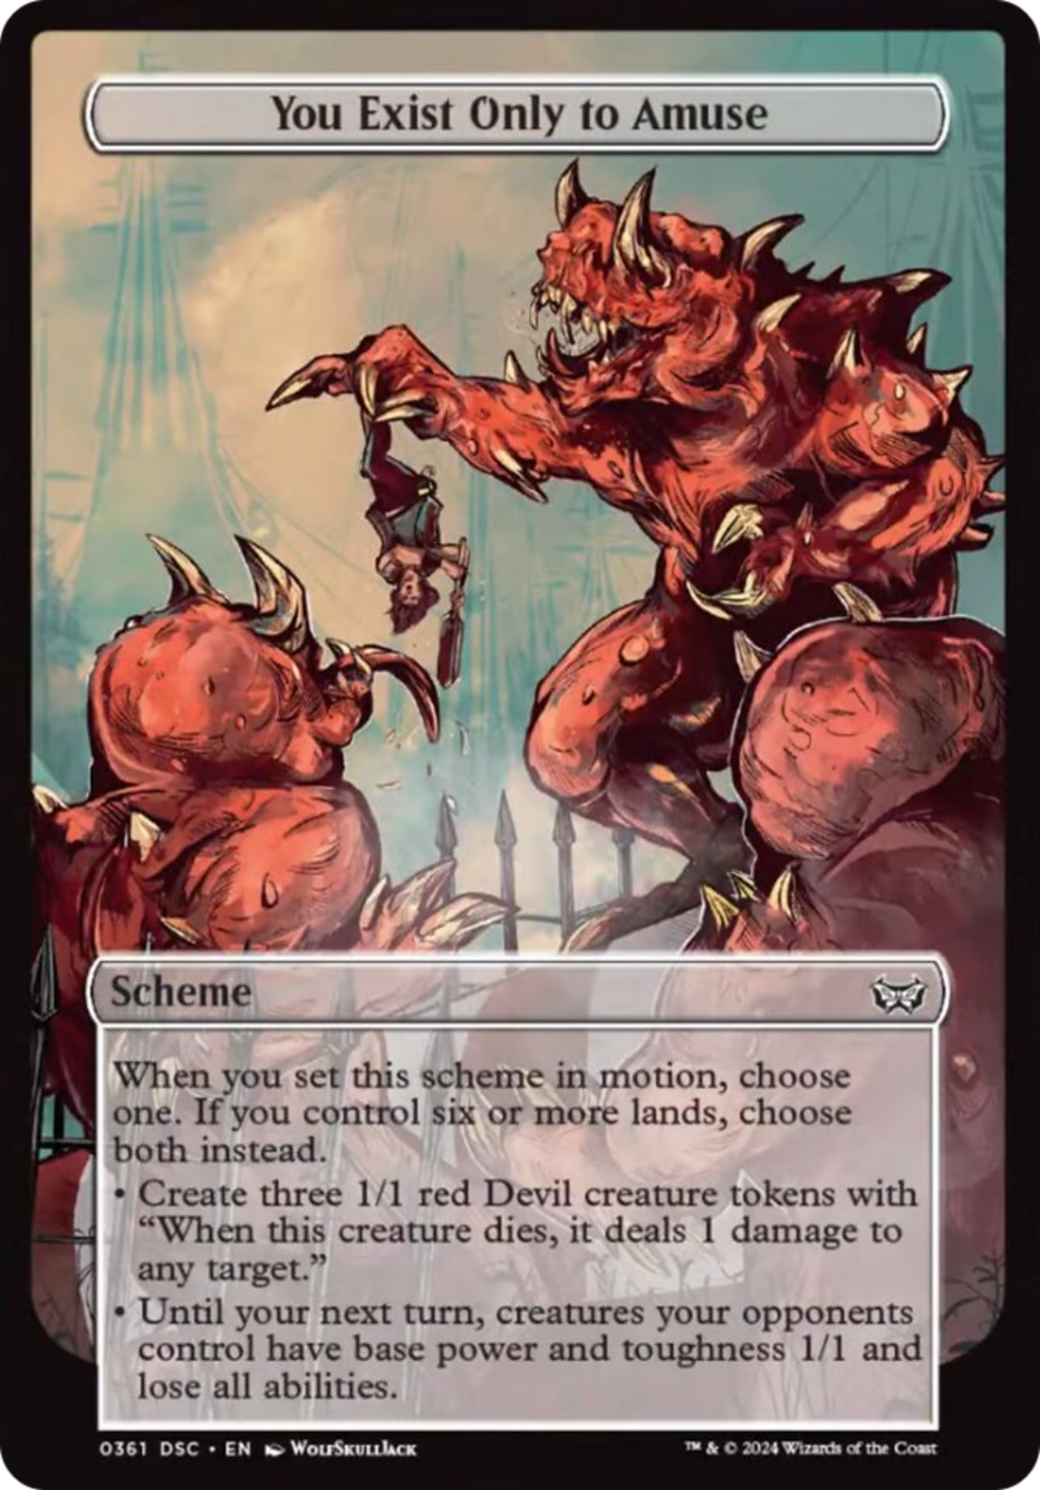 You Exist Only to Amuse
Scheme
When you set this scheme in motion, choose
one. If you control six or more lands, choose
both instead.
• Create three 1/1 red Devil creature tokens with
“When this creature dies, it deals 1 damage to
any target.”
• Until your next turn, creatures your opponents
control have base power and toughness 1/1 and
lose all abilities.
0361 DSC • EN WolfSkullJack
™ & © 2024 Wizards of the Coast